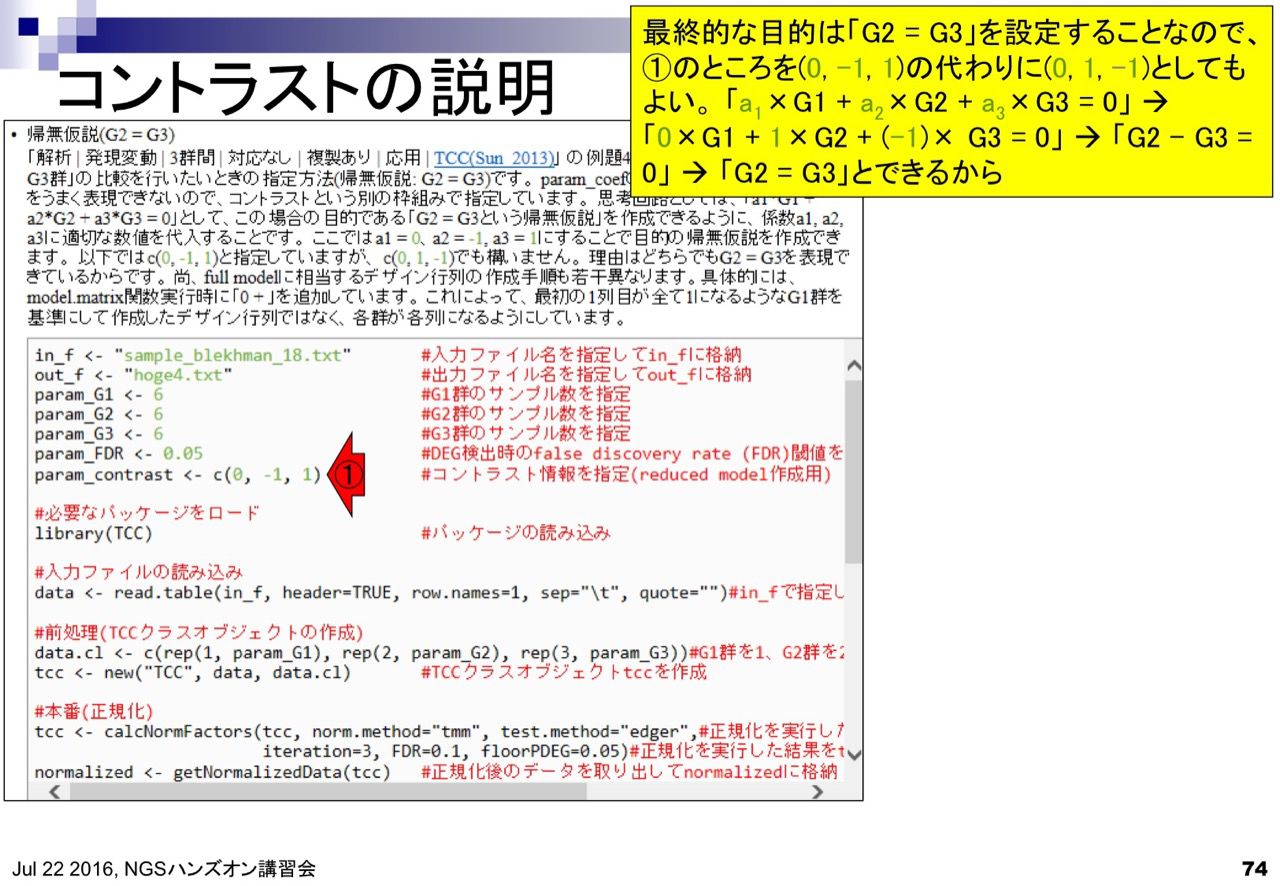 最終的な目的は「G2 = G3」を設定することなので、
①のところを(0, -1, 1)の代わりに(0, 1, -1)としても
よい。 「a1×G1 + a2×G2 + a3×G3 = 0」 →
「0×G1 + 1×G2 + (-1)× G3 = 0」 → 「G2 - G3 =
0」 → 「G2 = G3」とできるから
コントラストの説明
• 帰無仮説(G2 = G3)
「解析 | 発現変動 | 3群間 | 対応なし | 複製あり | 応用 | TCC(Sun_2013)」の例題4
G3群」の比較を行いたいときの指定方法(帰無仮説: G2 = G3)です。param_coef
をうまく表現できないので、コントラストという別の枠組みで指定しています。思考回路としては、「a1*G1 +
a2*G2 + a3*G3 = 0」として、この場合の目的である「G2 = G3という帰無仮説」を作成できるように、係数a1, a2,
a3に適切な数値を代入することです。ここではa1 = 0、a2 = -1, a3 = 1にすることで目的の帰無仮説を作成でき
ます。以下ではc(0, -1, 1)と指定していますが、c(0, 1, -1)でも構いません。理由はどちらでもG2 = G3を表現で
きているからです。尚、full modelに相当するデザイン行列の作成手順も若干異なります。具体的には、
model.matrix関数実行時に「0 +」を追加しています。これによって、最初の1列目が全て1になるようなG1群を
基準にして作成したデザイン行列ではなく、各群が各列になるようにしています。
in_f <- "sample_blekhman_18.txt" #入力ファイル名を指定してin_fに格納
out_f <- "hoge4.txt" #出力ファイル名を指定してout_fに格納
param_G1 <- 6 #G1群のサンプル数を指定
param_G2 <- 6 #G2群のサンプル数を指定
param_G3 <- 6 #G3群のサンプル数を指定
param_FDR <- 0.05 #DEG検出時のfalse discovery rate (FDR)閾値を
param_contrast <- c(0, -1, 1) ① #コントラスト情報を指定(reduced model作成用)
#必要なパッケージをロード
library(TCC) #パッケージの読み込み
#入力ファイルの読み込み
data <- read.table(in_f, header=TRUE, row.names=1, sep="\t", quote="")#in_fで指定し
#前処理(TCCクラスオブジェクトの作成)
data.cl <- c(rep(1, param_G1), rep(2, param_G2), rep(3, param_G3))#G1群を1、G2群を2
tcc <- new("TCC", data, data.cl) #TCCクラスオブジェクトtccを作成
#本番(正規化)
tcc <- calcNormFactors(tcc, norm.method="tmm", test.method="edger",#正規化を実行した
iteration=3, FDR=0.1, floorPDEG=0.05)#正規化を実行した結果をt
normalized <- getNormalizedData(tcc) #正規化後のデータを取り出してnormalizedに格納
Jul 22 2016, NGSハンズオン講習会
74